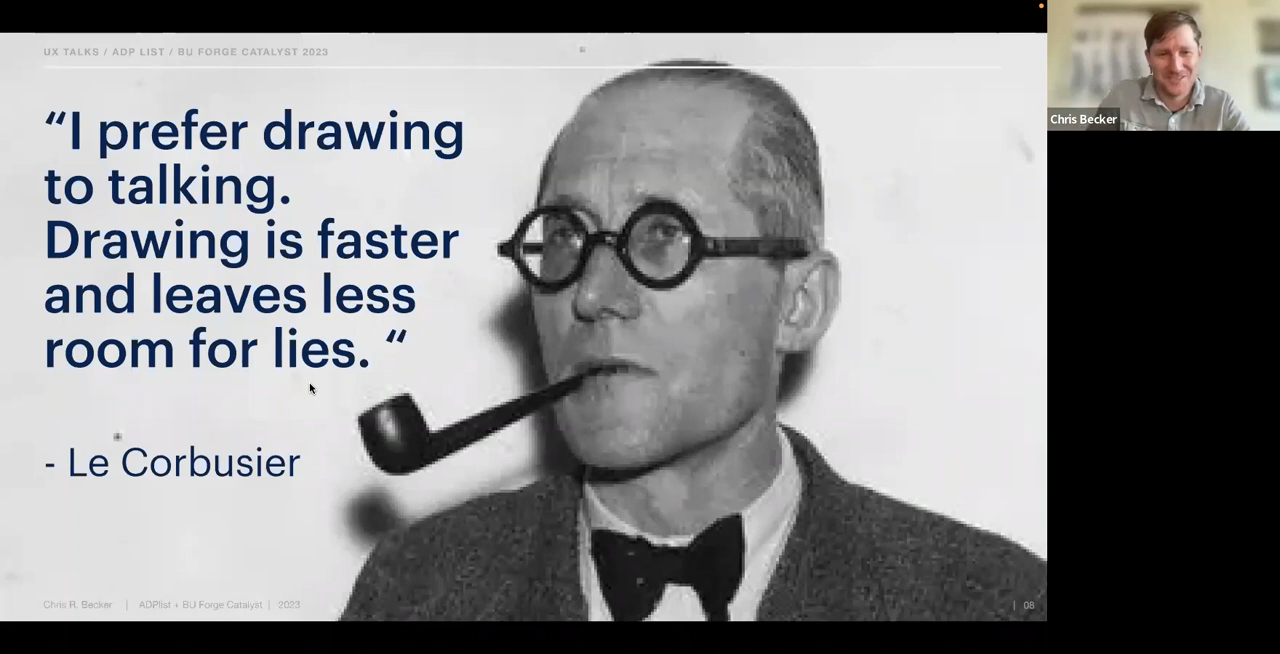 UX TALKS / ADP LIST / BU FORGE CATALYST 2023
“I prefer drawing
to talking.
Drawing is faster
and leaves less
room for lies. “
- Le Corbusier
Chris R. Becker | ADPlist + BU Forge Catalyst | 2023
| 08
Chris Becker